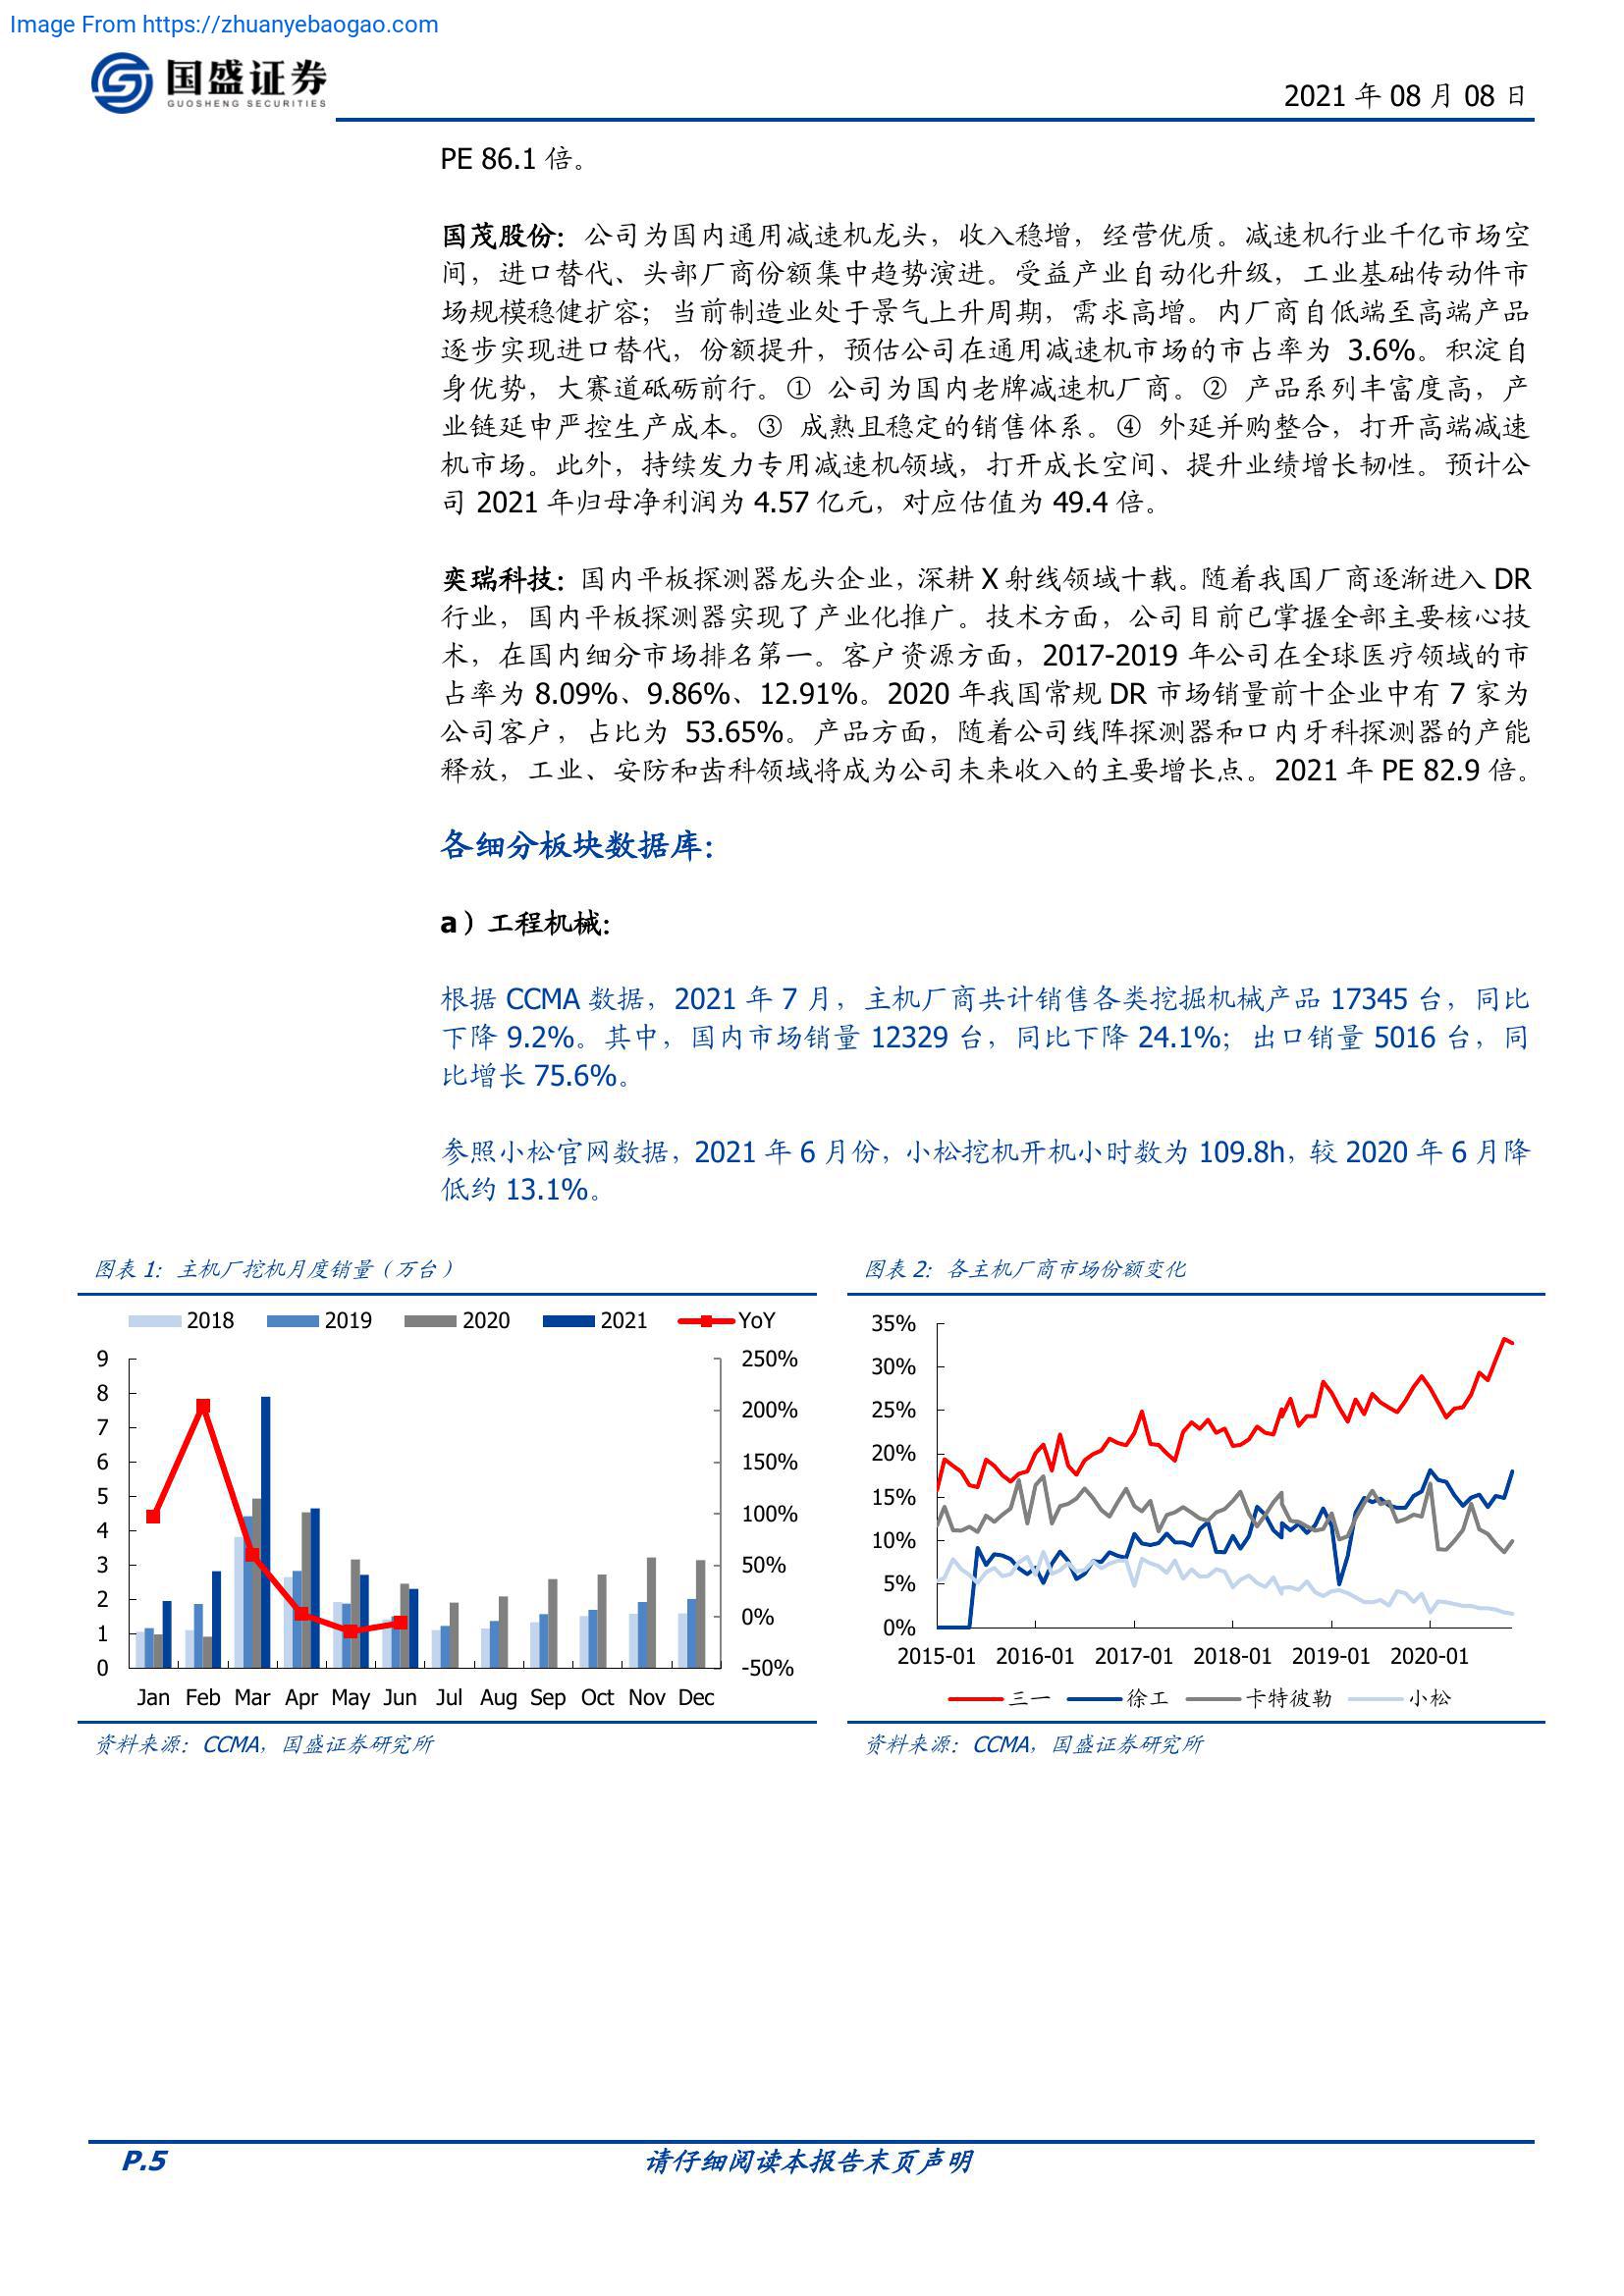 Image From https://zhuanyebaogao.com
国盛证券
GUOSHENG SECURITIES
2021 年 08 月 08 日
PE 86.1 倍。
国茂股份：公司为国内通用减速机龙头，收入稳增，经营优质。减速机行业千亿市场空
间，进口替代、头部厂商份额集中趋势演进。受益产业自动化升级，工业基础传动件市
场规模稳健扩容；当前制造业处于景气上升周期，需求高增。内厂商自低端至高端产品
逐步实现进口替代，份额提升，预估公司在通用减速机市场的市占率为 3.6%。积淀自
身优势，大赛道砥砺前行。① 公司为国内老牌减速机厂商。② 产品系列丰富度高，产
业链延申严控生产成本。③ 成熟且稳定的销售体系。④ 外延并购整合，打开高端减速
机市场。此外，持续发力专用减速机领域，打开成长空间、提升业绩增长韧性。预计公
司 2021 年归母净利润为 4.57 亿元，对应估值为 49.4 倍。
奕瑞科技：国内平板探测器龙头企业，深耕 X 射线领域十载。随着我国厂商逐渐进入 DR
行业，国内平板探测器实现了产业化推广。技术方面，公司目前已掌握全部主要核心技
术，在国内细分市场排名第一。客户资源方面，2017-2019 年公司在全球医疗领域的市
占率为 8.09%、9.86%、12.91%。2020 年我国常规 DR 市场销量前十企业中有 7 家为
公司客户，占比为 53.65%。产品方面，随着公司线阵探测器和口内牙科探测器的产能
释放，工业、安防和齿科领域将成为公司未来收入的主要增长点。2021 年 PE 82.9 倍。
各细分板块数据库：
a）工程机械：
根据 CCMA 数据，2021 年 7 月，主机厂商共计销售各类挖掘机械产品 17345 台，同比
下降 9.2%。其中，国内市场销量 12329 台，同比下降 24.1%；出口销量 5016 台，同
比增长 75.6%。
参照小松官网数据，2021 年 6 月份，小松挖机开机小时数为 109.8h，较 2020 年 6 月降
低约 13.1%。
图表 1：主机厂挖机月度销量（万台）
2018 2019 2020 2021 YoY
9 250%
8 200%
7
6 150%
5 100%
4
3 50%
2 0%
1
0 -50%
Jan Feb Mar Apr May Jun Jul Aug Sep Oct Nov Dec
资料来源：CCMA，国盛证券研究所
图表 2：各主机厂商市场份额变化
35%
30%
25%
20%
15%
10%
5%
0%
2015-01 2016-01 2017-01 2018-01 2019-01 2020-01
三一 徐工 卡特彼勒 小松
资料来源：CCMA，国盛证券研究所
P.5 请仔细阅读本报告末页声明